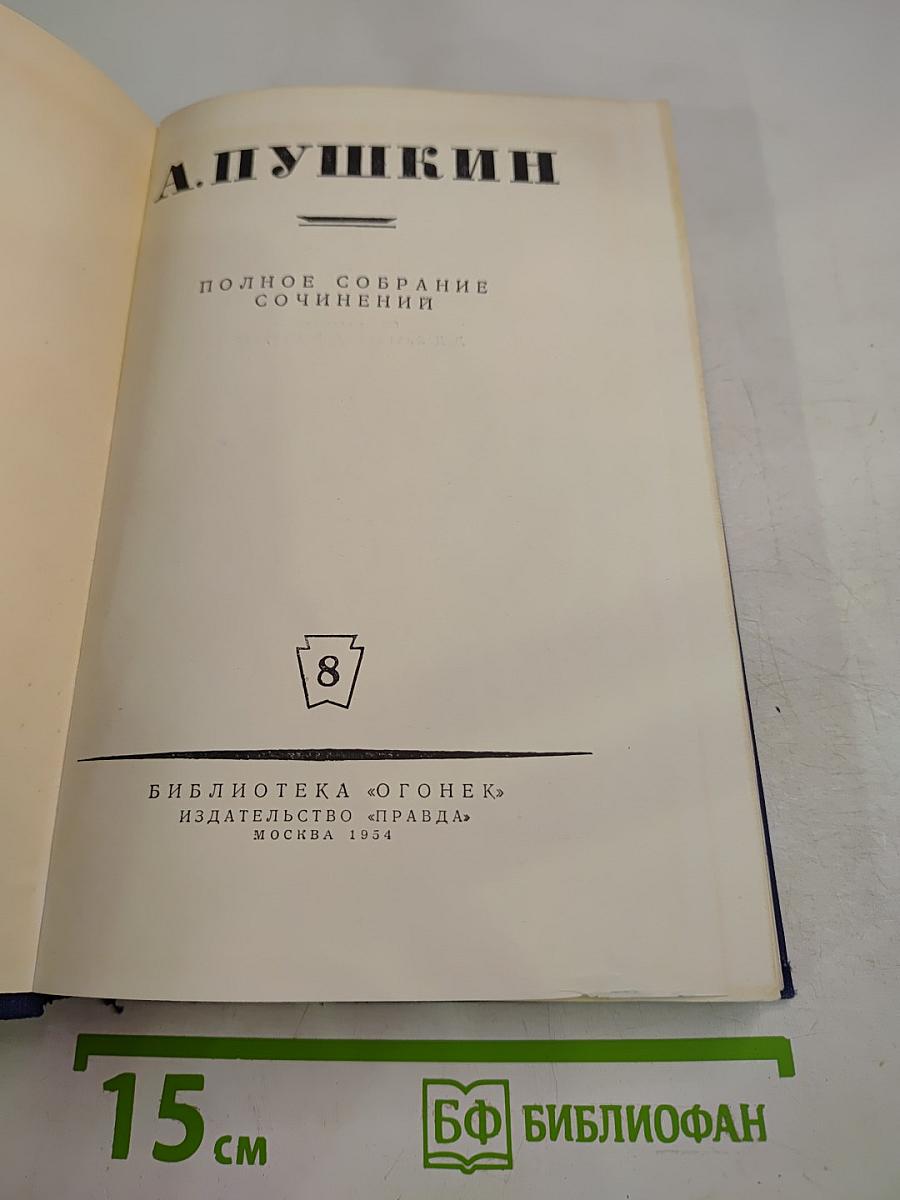 А.ПУШКИН
ПОЛНОЕ СОБРАНИЕ
СОЧИНЕНИЙ
8
БИБЛИОТЕКА «ОГОНЕК»
ИЗДАТЕЛЬСТВО «ПРАВДА»
МОСКВА 1954
15 см
БФ БИБЛИОФАН